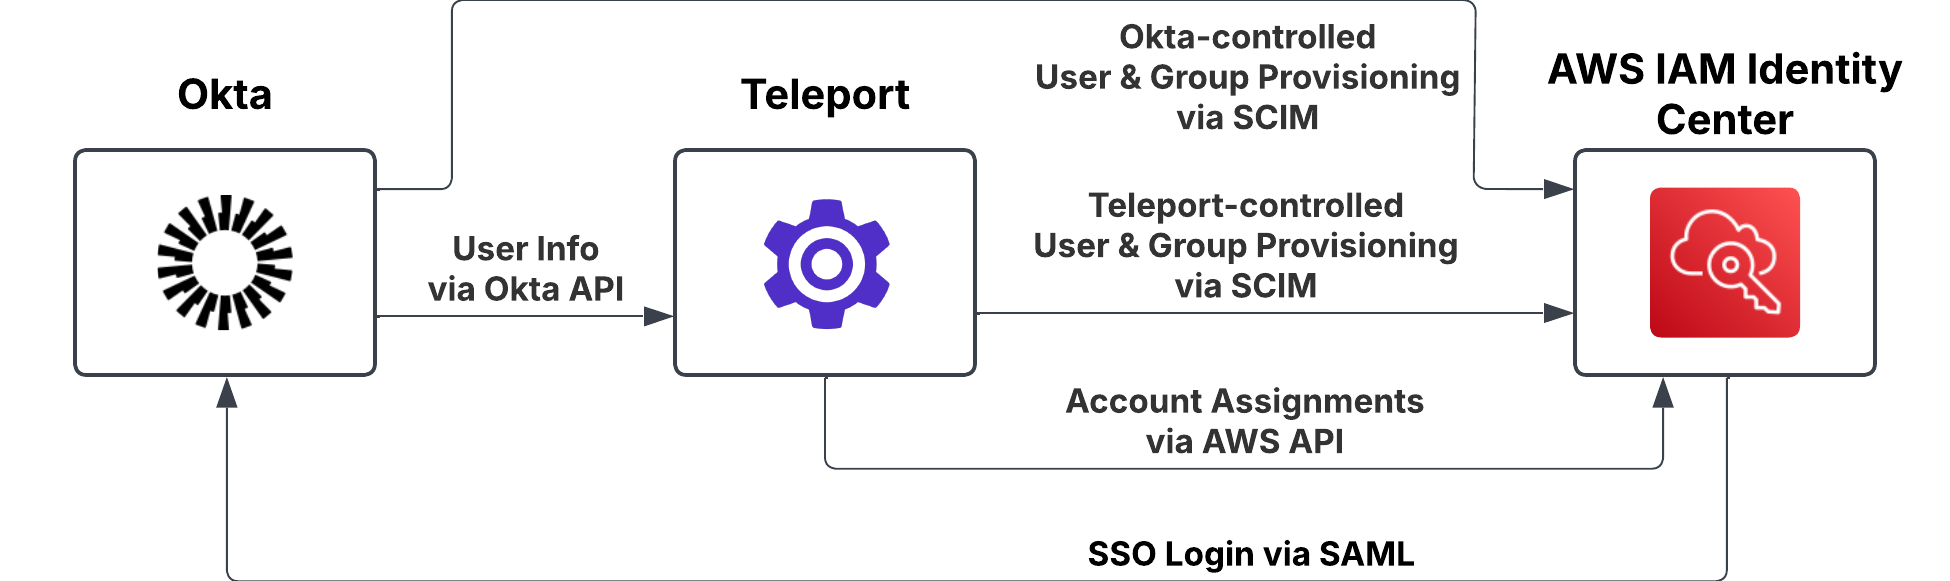 Okta
Teleport
Okta-controlled
User & Group Provisioning
via SCIM
AWS IAM Identity
Center
User Info
via Okta API
Teleport-controlled
User & Group Provisioning
via SCIM
Account Assignments
via AWS API
SSO Login via SAML